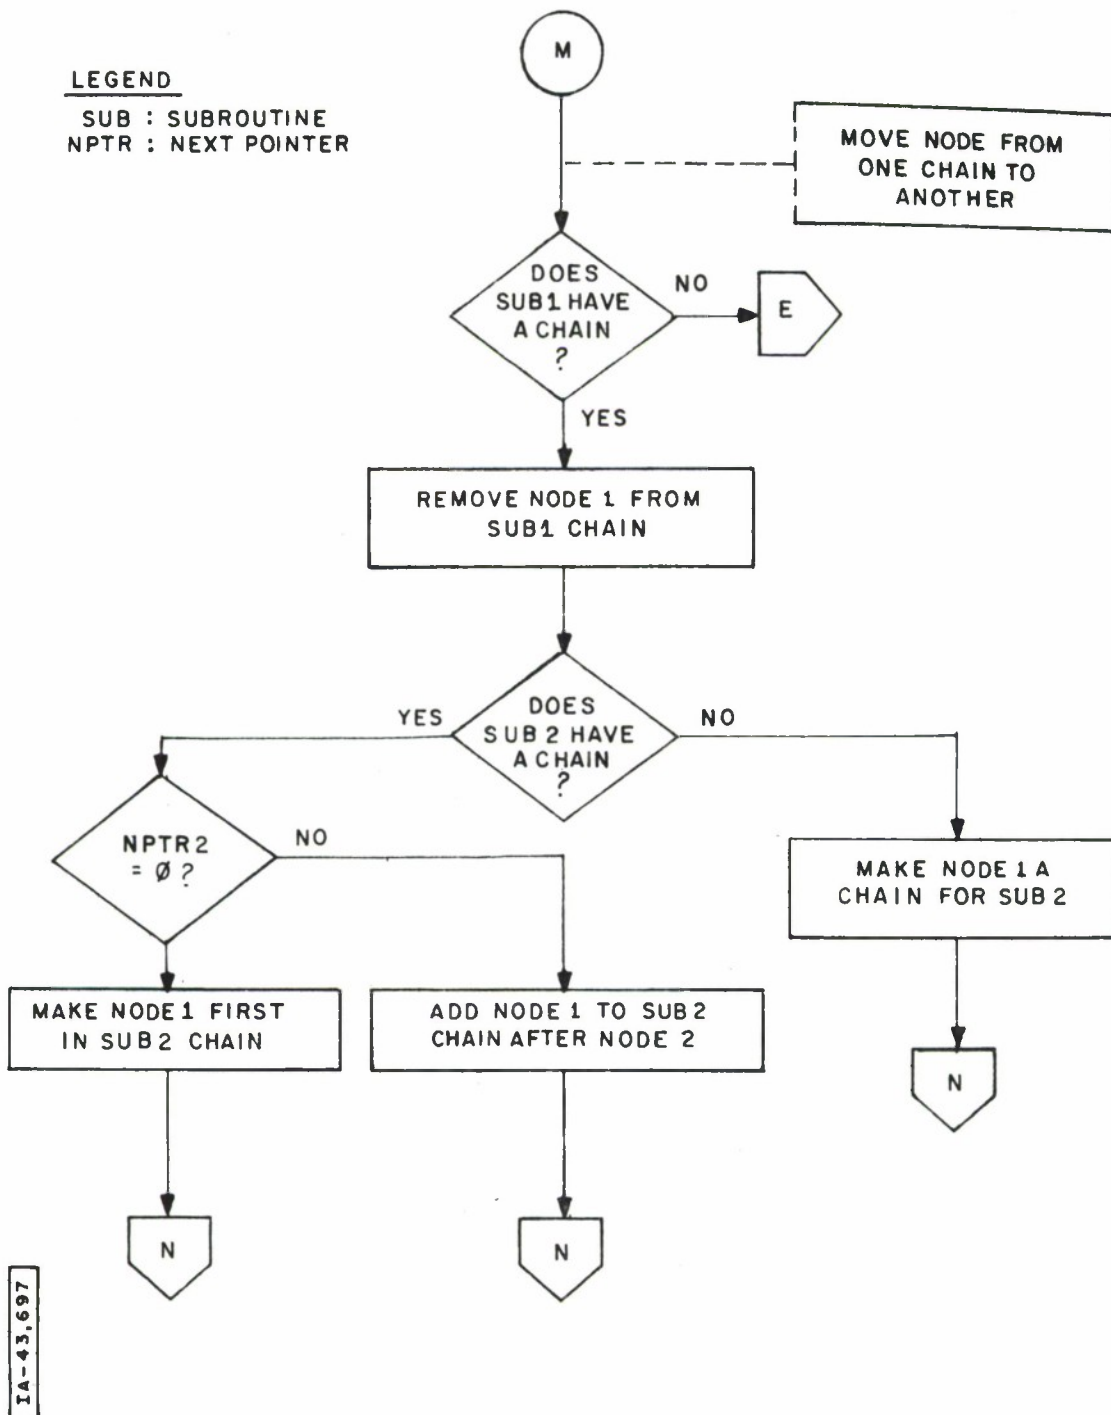 M
LEGEND
SUB : SUBROUTINE
NPTR : NEXT POINTER
MOVE NODE FROM
ONE CHAIN TO
ANOTHER
DOES
SUB1 HAVE
A CHAIN
?
NO
E
YES
REMOVE NODE 1 FROM
SUB1 CHAIN
DOES
SUB 2 HAVE
A CHAIN
?
YES
NO
NPTR2
= Ø ?
NO
MAKE NODE 1 A
CHAIN FOR SUB 2
MAKE NODE 1 FIRST
IN SUB 2 CHAIN
ADD NODE 1 TO SUB 2
CHAIN AFTER NODE 2
N
N
N
IA-43,697